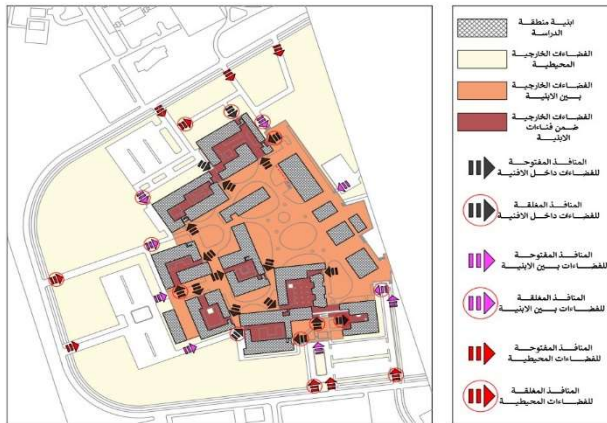 ابنية منطقة
الدراسة
الفضاءات الخارجية
المحيطية
الفضاءات الخارجية
بين الابنية
الفضاءات الخارجية
ضمن فناءات
الابنية
المنافذ المفتوحة
للفضاءات داخل الافنية
المنافذ المغلقة
للفضاءات داخل الافنية
المنافذ المفتوحة
للفضاءات بين الابنية
المنافذ المغلقة
للفضاءات بين الابنية
المنافذ المفتوحة
للفضاءات المحيطية
المنافذ المغلقة
للفضاءات المحيطية